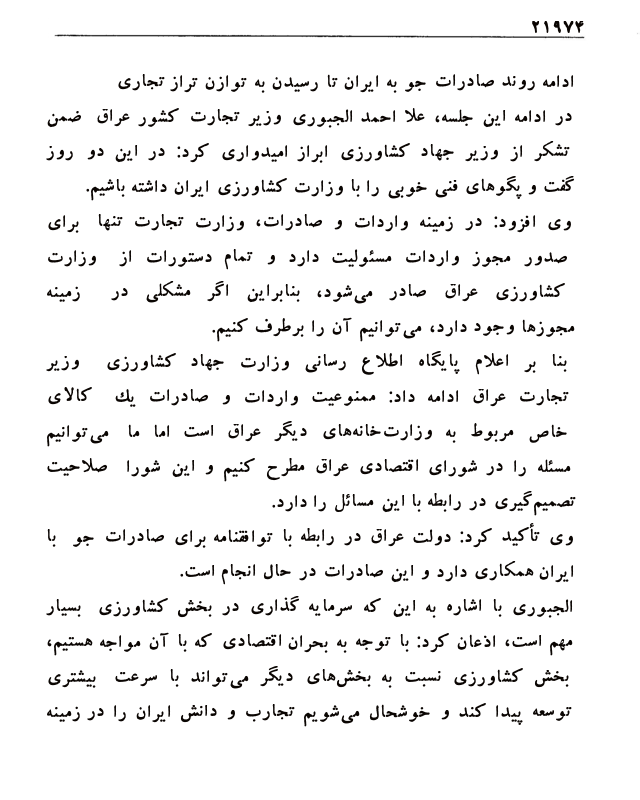 ۲۱۹۷۴
ادامه روند صادرات جو به ایران تا رسیدن به توازن تراز تجاری
در ادامه این جلسه، علا احمد الجبوری وزیر تجارت کشور عراق ضمن
تشکر از وزیر جهاد کشاورزی ابراز امیدواری کرد: در این دو روز
گفت و پگوهای فنی خوبی را با وزارت کشاورزی ایران داشته باشیم.
وی افزود: در زمینه واردات و صادرات، وزارت تجارت تنها برای
صدور مجوز واردات مسئولیت دارد و تمام دستورات از وزارت
کشاورزی عراق صادر می‌شود، بنابراین اگر مشکلی در زمینه
مجوزها وجود دارد، می‌توانیم آن را برطرف کنیم.
بنا بر اعلام پایگاه اطلاع رسانی وزارت جهاد کشاورزی وزیر
تجارت عراق ادامه داد: ممنوعیت واردات و صادرات یك کالای
خاص مربوط به وزارت‌خانه‌های دیگر عراق است اما ما می‌توانیم
مسئله را در شورای اقتصادی عراق مطرح کنیم و این شورا صلاحیت
تصمیم‌گیری در رابطه با این مسائل را دارد.
وی تأکید کرد: دولت عراق در رابطه با توافقنامه برای صادرات جو با
ایران همکاری دارد و این صادرات در حال انجام است.
الجبوری با اشاره به این که سرمایه گذاری در بخش کشاورزی بسیار
مهم است، اذعان کرد: با توجه به بحران اقتصادی که با آن مواجه هستیم،
بخش کشاورزی نسبت به بخش‌های دیگر می‌تواند با سرعت بیشتری
توسعه پیدا کند و خوشحال می‌شویم تجارب و دانش ایران را در زمینه